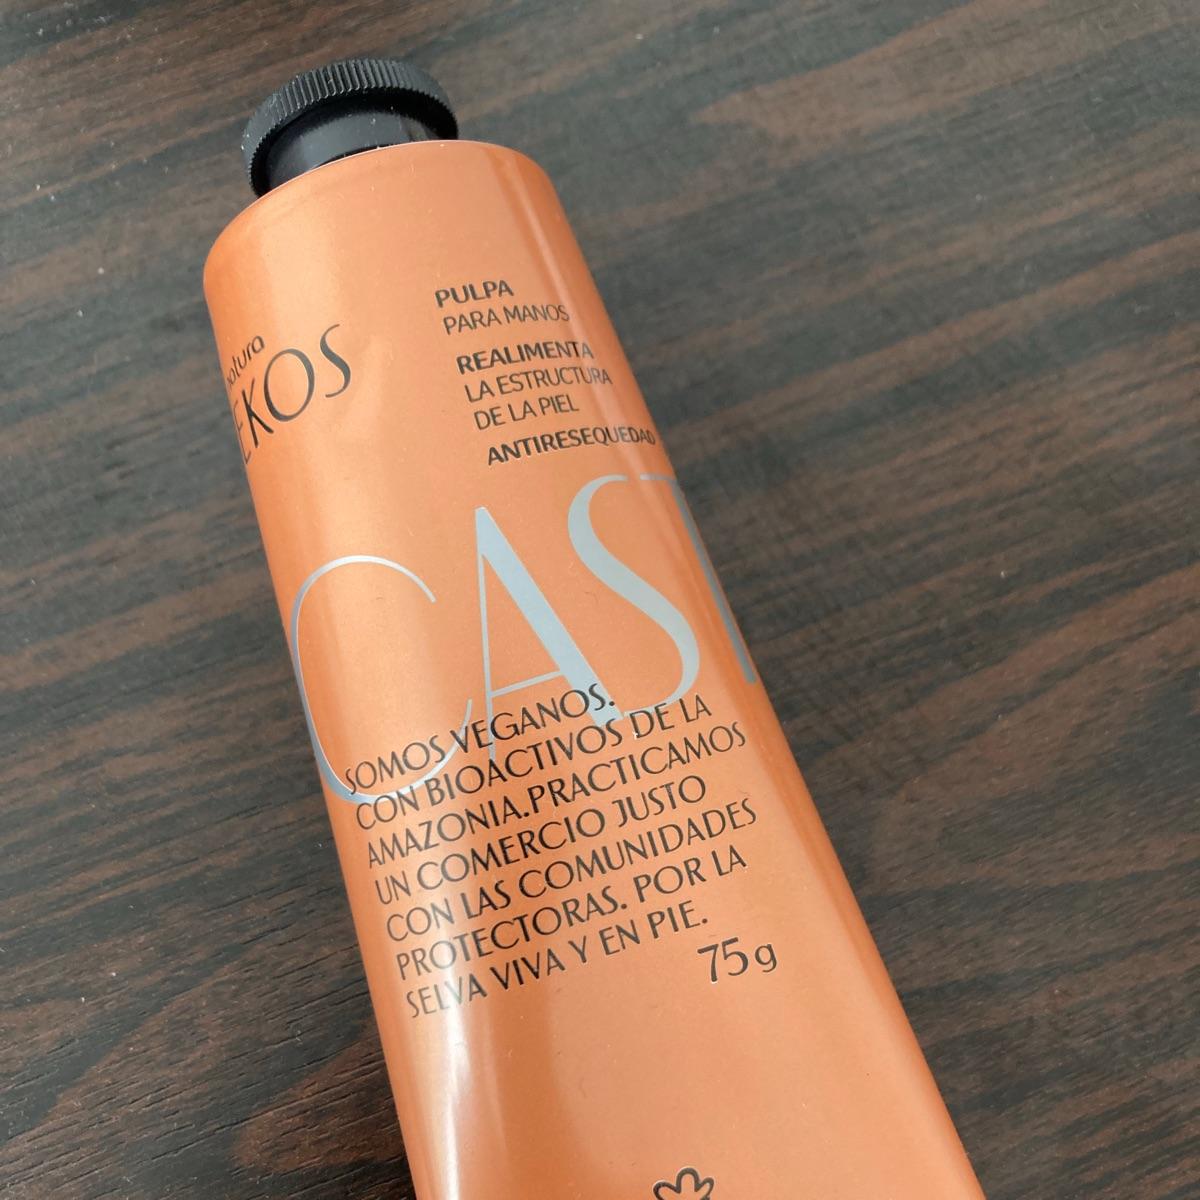 natura
EKOS
PULPA
PARA MANOS
REALIMENTA
LA ESTRUCTURA
DE LA PIEL
ANTIRESEQUEDAD
CAST
SOMOS VEGANOS.
CON BIOACTIVOS DE LA
AMAZONIA.PRACTICAMOS
UN COMERCIO JUSTO
CON LAS COMUNIDADES
PROTECTORAS. POR LA
SELVA VIVA Y EN PIE.
75g